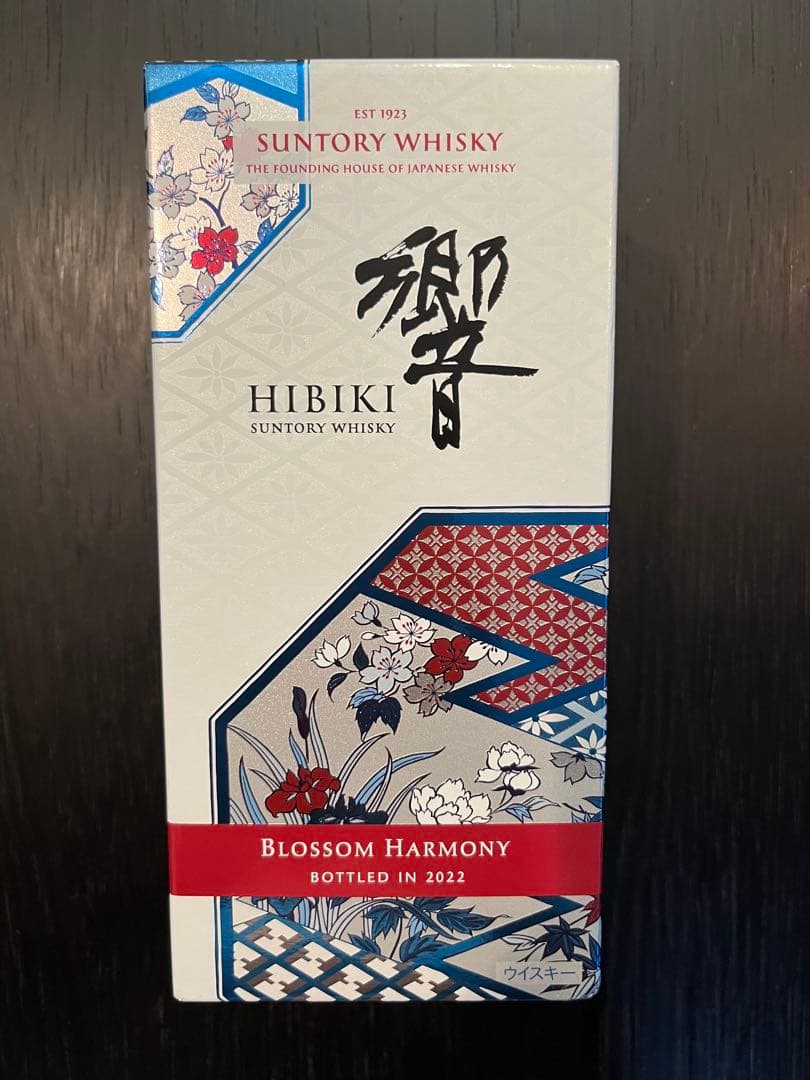 EST 1923
SUNTORY WHISKY
THE FOUNDING HOUSE OF JAPANESE WHISKY
響
HIBIKI
SUNTORY WHISKY
BLOSSOM HARMONY
BOTTLED IN 2022
ウイスキー